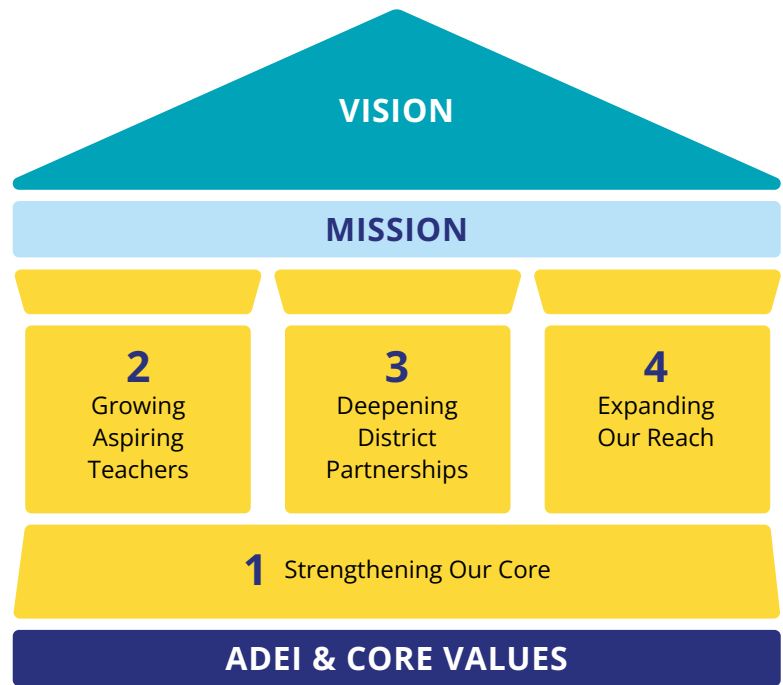 VISION
MISSION
2
Growing
Aspiring
Teachers
3
Deepening
District
Partnerships
4
Expanding
Our Reach
1 Strengthening Our Core
ADEI & CORE VALUES